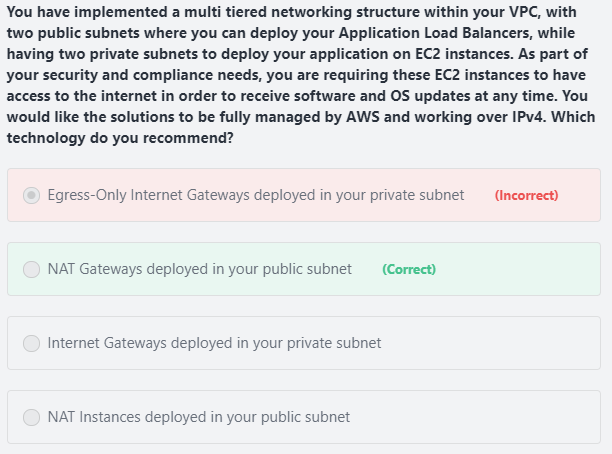 You have implemented a multi tiered networking structure within your VPC, with
two public subnets where you can deploy your Application Load Balancers, while
having two private subnets to deploy your application on EC2 instances. As part of
your security and compliance needs, you are requiring these EC2 instances to have
access to the internet in order to receive software and OS updates at any time. You
would like the solutions to be fully managed by AWS and working over IPv4. Which
technology do you recommend?
Egress-Only Internet Gateways deployed in your private subnet (Incorrect)
NAT Gateways deployed in your public subnet (Correct)
Internet Gateways deployed in your private subnet
NAT Instances deployed in your public subnet